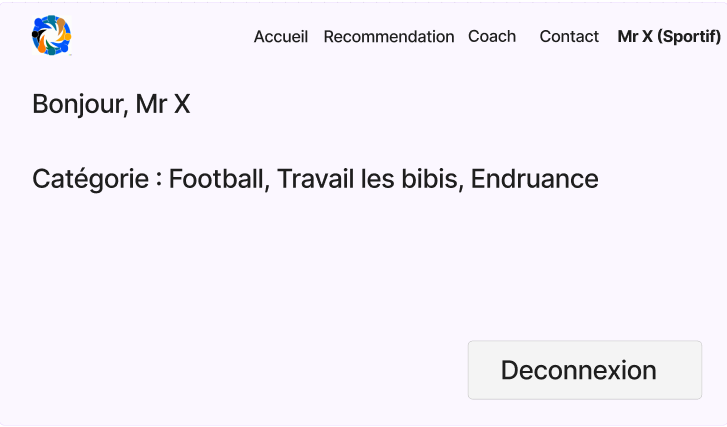 Accueil Recommendation Coach Contact Mr X (Sportif)
Bonjour, Mr X
Catégorie : Football, Travail les bibis, Endruance
Deconnexion